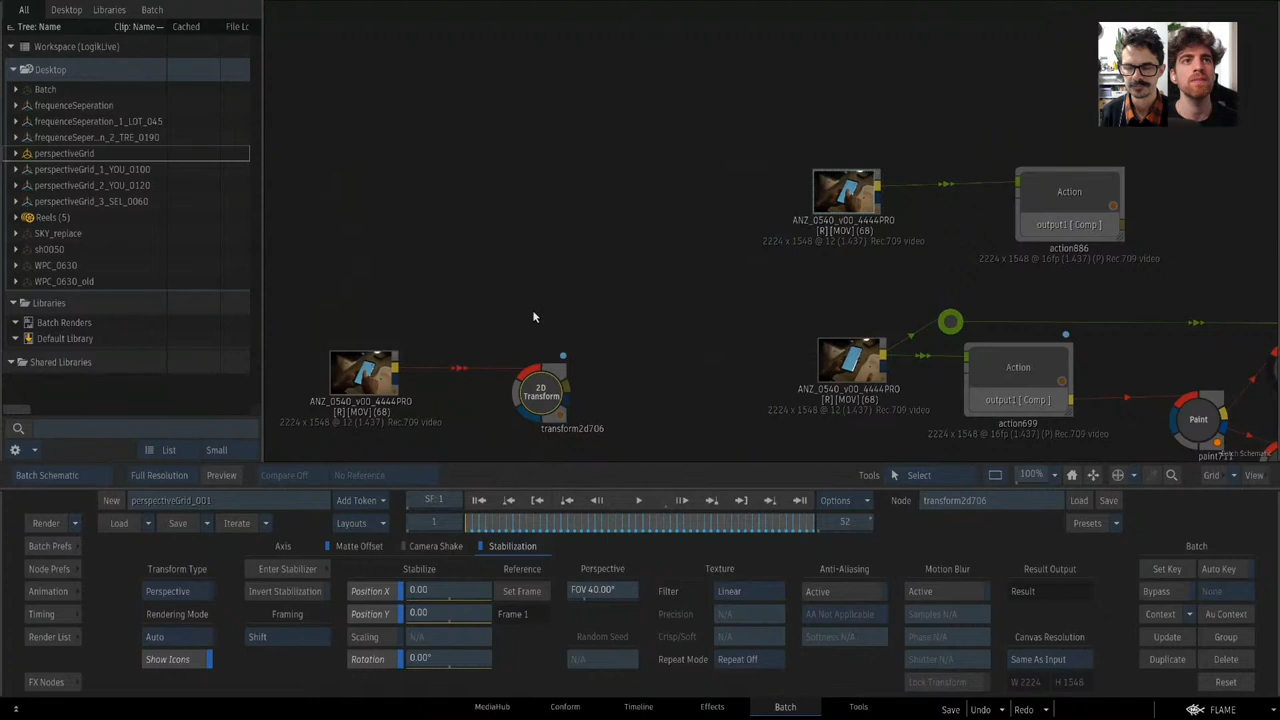 All Desktop Libraries Batch
Tree: Name Clip: Name Cached File Lc
Workspace (LogikLive)
Desktop
Batch
frequenceSeperation
frequenceSeperation_1_LOT_045
frequenceSeper...n_2_TRE_0190
perspectiveGrid
perspectiveGrid_1_YOU_0100
perspectiveGrid_2_YOU_0120
perspectiveGrid_3_SEL_0060
Reels (5)
SKY_replace
sh0050
WPC_0630
WPC_0630_old
Libraries
Batch Renders
Default Library
Shared Libraries
List Small
ANZ_0540_v00_4444PRO
[R] [MOV] (68)
2224 x 1548 @ 12 (1.437) Rec.709 video
Action
output1 [ Comp ]
action886
2224 x 1548 @ 16fp (1.437) (P) Rec.709 video
ANZ_0540_v00_4444PRO
[R] [MOV] (68)
2224 x 1548 @ 12 (1.437) Rec.709 video
2D
Transform
transform2d706
ANZ_0540_v00_4444PRO
[R] [MOV] (68)
2224 x 1548 @ 12 (1.437) Rec.709 video
Action
output1 [ Comp ]
action699
2224 x 1548 @ 16fp (1.437) (P) Rec.709 video
Paint
Batch Schematic
Batch Schematic Full Resolution Preview Compare Off No Reference Tools Select 100% Grid View
New perspectiveGrid_001 Add Token SF: 1 Options Node transform2d706 Load Save
Render Load Save Iterate Layouts 1 52 Presets
Batch Prefs Axis Matte Offset Camera Shake Stabilization Batch
Node Prefs Transform Type Enter Stabilizer Stabilize Reference Perspective Texture Anti-Aliasing Motion Blur Result Output Set Key Auto Key
Animation Perspective Invert Stabilization Position X 0.00 Set Frame FOV 40.00° Filter Linear Active Active Result Bypass None
Timing Rendering Mode Framing Position Y 0.00 Frame 1 Precision N/A AA Not Applicable Samples N/A Context Au Context
Render List Auto Shift Scaling N/A Random Seed Crisp/Soft N/A Softness N/A Phase N/A Canvas Resolution Update Group
Show Icons Rotation 0.00° N/A Repeat Mode Repeat Off Shutter N/A Same As Input Duplicate Delete
FX Nodes Lock Transform W 2224 H 1548 Reset
MediaHub Conform Timeline Effects Batch Tools Save Undo Redo FLAME